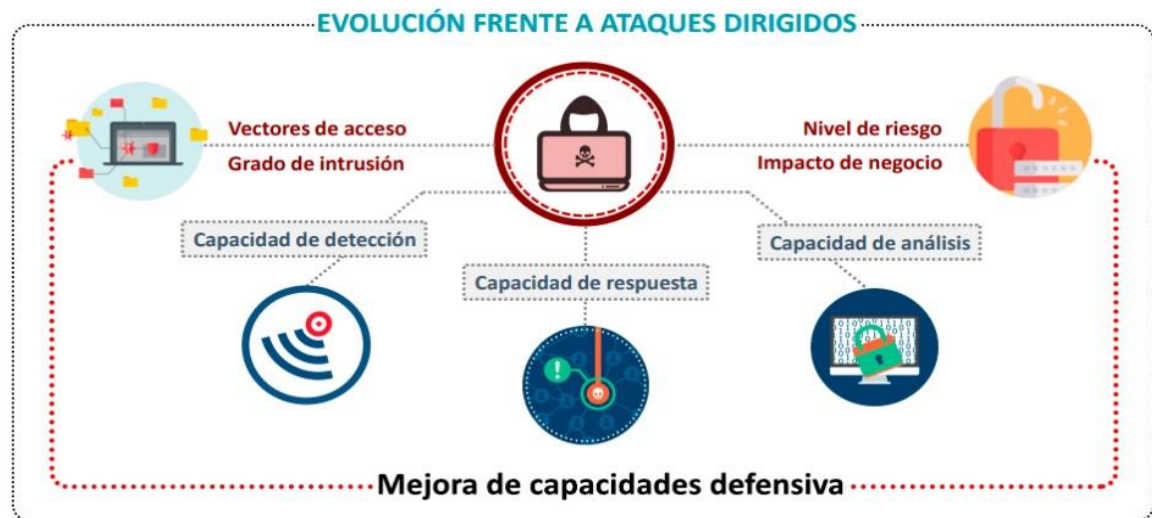 EVOLUCIÓN FRENTE A ATAQUES DIRIGIDOS
Vectores de acceso
Grado de intrusión
Nivel de riesgo
Impacto de negocio
Capacidad de detección
Capacidad de respuesta
Capacidad de análisis
Mejora de capacidades defensiva